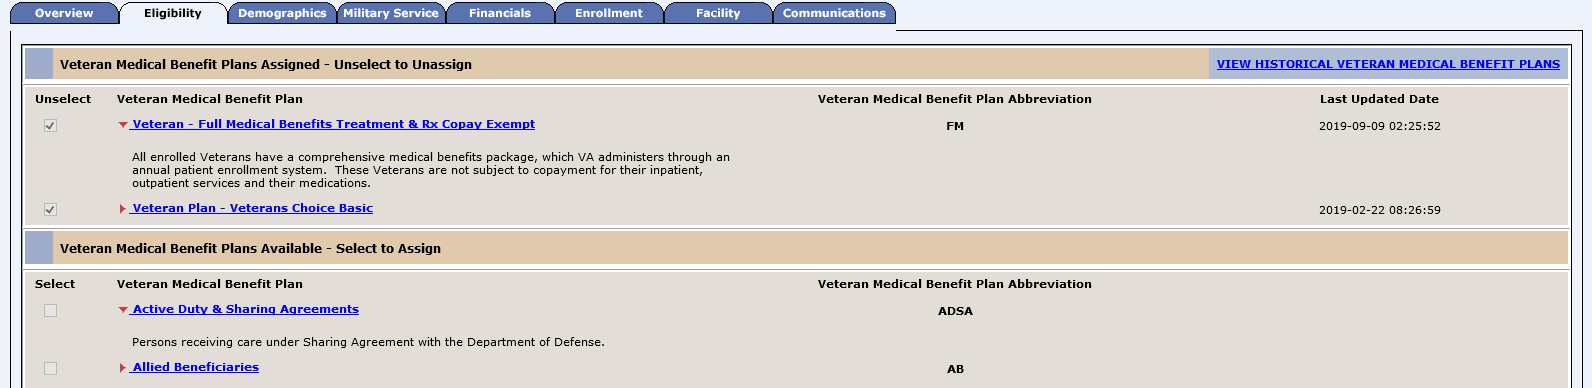 Overview Eligibility Demographics Military Service Financials Enrollment Facility Communications
Veteran Medical Benefit Plans Assigned - Unselect to Unassign VIEW HISTORICAL VETERAN MEDICAL BENEFIT PLANS
Unselect Veteran Medical Benefit Plan Veteran Medical Benefit Plan Abbreviation Last Updated Date
Veteran - Full Medical Benefits Treatment & Rx Copay Exempt FM 2019-09-09 02:25:52
All enrolled Veterans have a comprehensive medical benefits package, which VA administers through an
annual patient enrollment system. These Veterans are not subject to copayment for their inpatient,
outpatient services and their medications.
Veteran Plan - Veterans Choice Basic 2019-02-22 08:26:59
Veteran Medical Benefit Plans Available - Select to Assign
Select Veteran Medical Benefit Plan Veteran Medical Benefit Plan Abbreviation
Active Duty & Sharing Agreements ADSA
Persons receiving care under Sharing Agreement with the Department of Defense.
Allied Beneficiaries AB